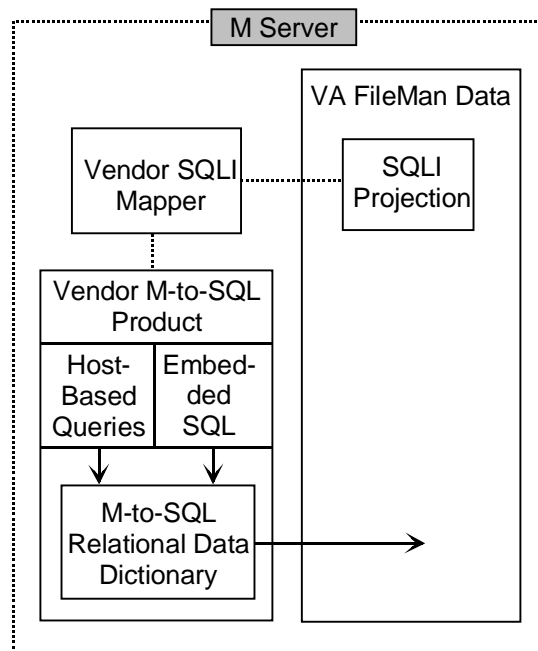 M Server
VA FileMan Data
Vendor SQLI
Mapper
SQLI
Projection
Vendor M-to-SQL
Product
Host-
Based
Queries
Embed-
ded
SQL
M-to-SQL
Relational Data
Dictionary